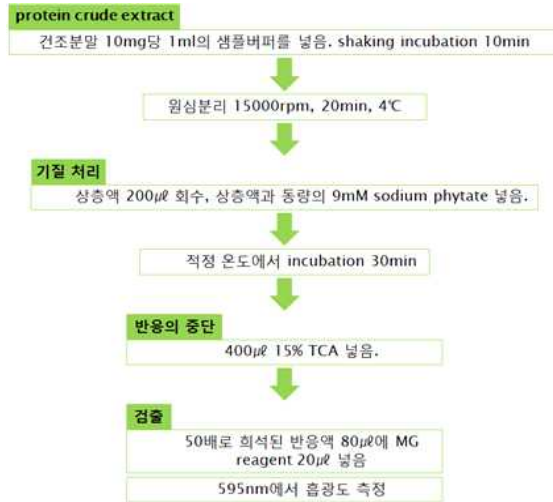 protein crude extract
건조분말 10mg당 1ml의 샘플버퍼를 넣음. shaking incubation 10min
원심분리 15000rpm, 20min, 4℃
기질 처리
상층액 200㎕ 회수, 상층액과 동량의 9mM sodium phytate 넣음.
적정 온도에서 incubation 30min
반응의 중단
400㎕ 15% TCA 넣음.
검출
50배로 희석된 반응액 80㎕에 MG
reagent 20㎕ 넣음
595nm에서 흡광도 측정